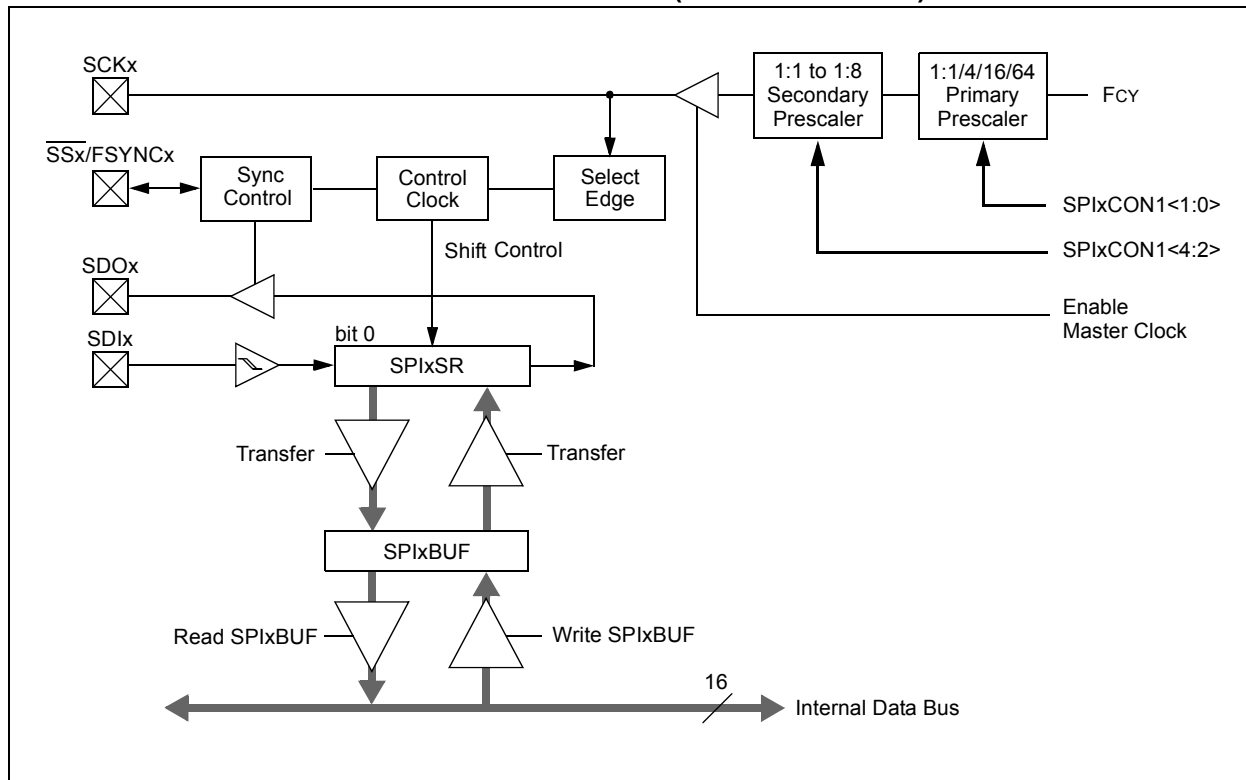 SCKx
1:1 to 1:8
Secondary
Prescaler
1:1/4/16/64
Primary
Prescaler
FCY
SSx/FSYNCx
Sync
Control
Control
Clock
Select
Edge
SPIxCON1<1:0>
Shift Control
SPIxCON1<4:2>
SDOx
Enable
Master Clock
SDIx
bit 0
SPIxSR
Transfer
Transfer
SPIxBUF
Read SPIxBUF
Write SPIxBUF
16
Internal Data Bus